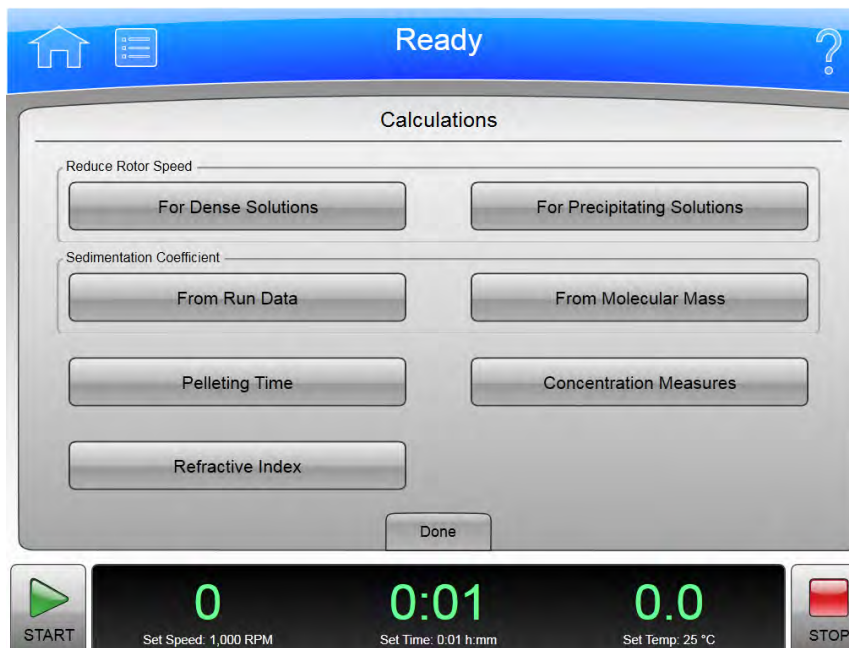 Ready
?
Calculations
Reduce Rotor Speed
For Dense Solutions
For Precipitating Solutions
Sedimentation Coefficient
From Run Data
From Molecular Mass
Pelleting Time
Concentration Measures
Refractive Index
Done
0
0:01
0.0
START
Set Speed: 1,000 RPM
Set Time: 0:01 h:mm
Set Temp: 25 °C
STOP